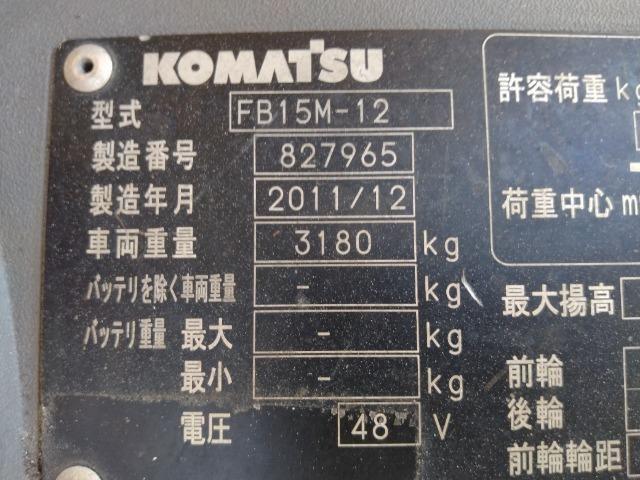 KOMATSU
型式 FB15M-12
製造番号 827965
製造年月 2011/12
車両重量 3180 kg
バッテリを除く車両重量 - kg
バッテリ重量 最大 - kg
最小 - kg
電圧 48 V
許容荷重 kg
荷重中心 m
最大揚高
前輪
後輪
前輪輪距